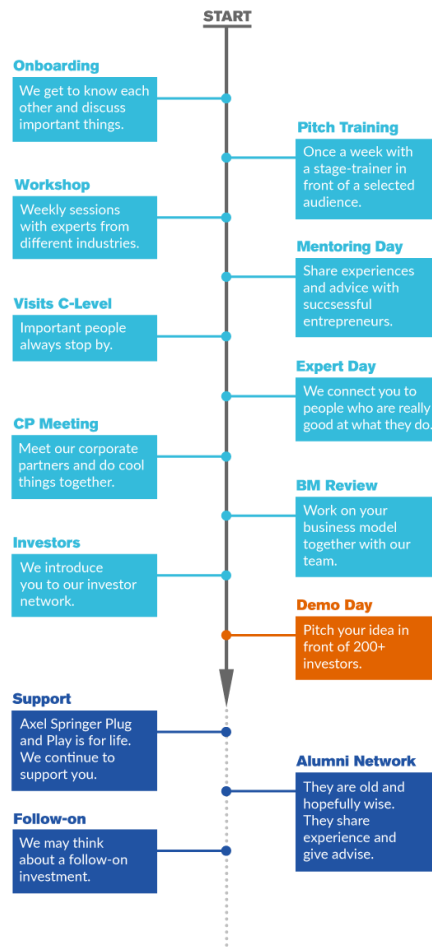 START
Onboarding
We get to know each
other and discuss
important things.
Pitch Training
Once a week with
a stage-trainer in
front of a selected
audience.
Workshop
Weekly sessions
with experts from
different industries.
Mentoring Day
Share experiences
and advice with
succsessful
entrepreneurs.
Visits C-Level
Important people
always stop by.
Expert Day
We connect you to
people who are really
good at what they do.
CP Meeting
Meet our corporate
partners and do cool
things together.
BM Review
Work on your
business model
together with our
team.
Investors
We introduce
you to our investor
network.
Demo Day
Pitch your idea in
front of 200+
investors.
Support
Axel Springer Plug
and Play is for life.
We continue to
support you.
Alumni Network
They are old and
hopefully wise.
They share
experience and
give advise.
Follow-on
We may think
about a follow-on
investment.